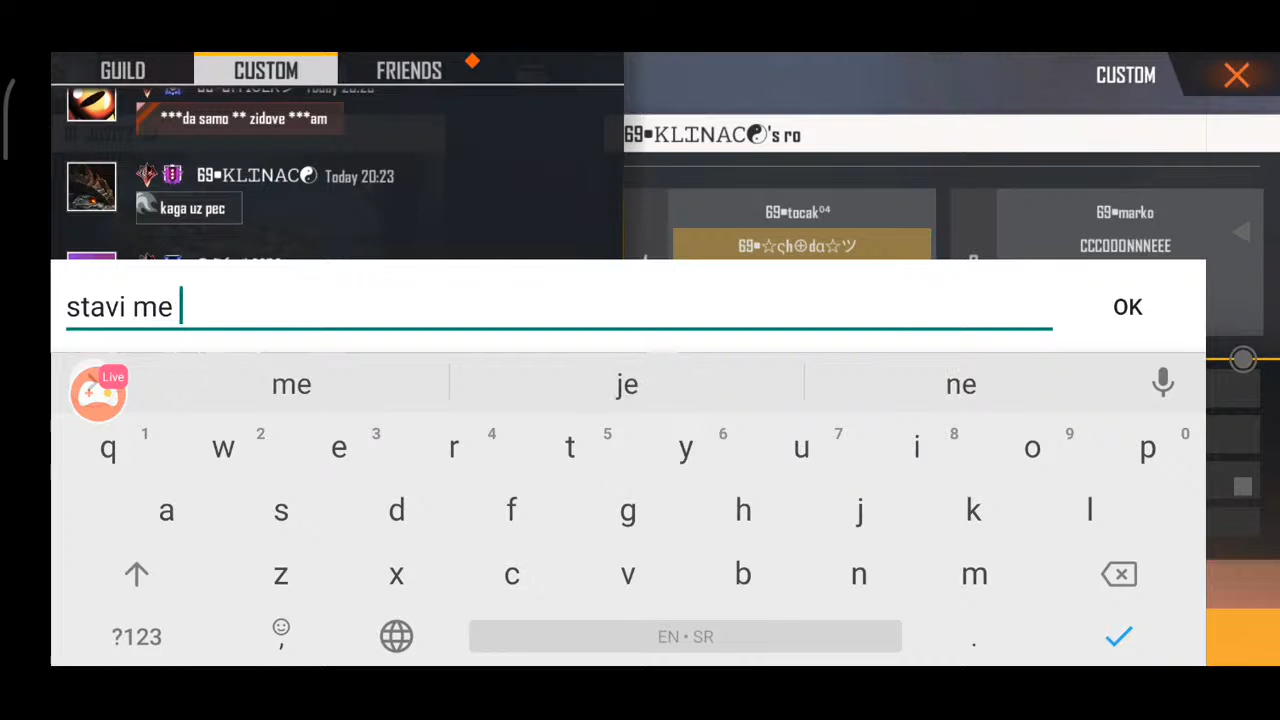 GUILD
CUSTOM
FRIENDS
CUSTOM
***da samo ** zidove ***am
69▪KLINAC☯'s ro
69▪KLINAC☯ Today 20:23
kaga uz pec
69▪tocak⁰⁴
69▪marko
69▪☆çh⊕dα☆ツ
CCCOOONNNEEE
stavi me
OK
Live
me
je
ne
q 1 w 2 e 3 r 4 t 5 y 6 u 7 i 8 o 9 p 0
a s d f g h j k l
z x c v b n m
?123
,
EN • SR
.